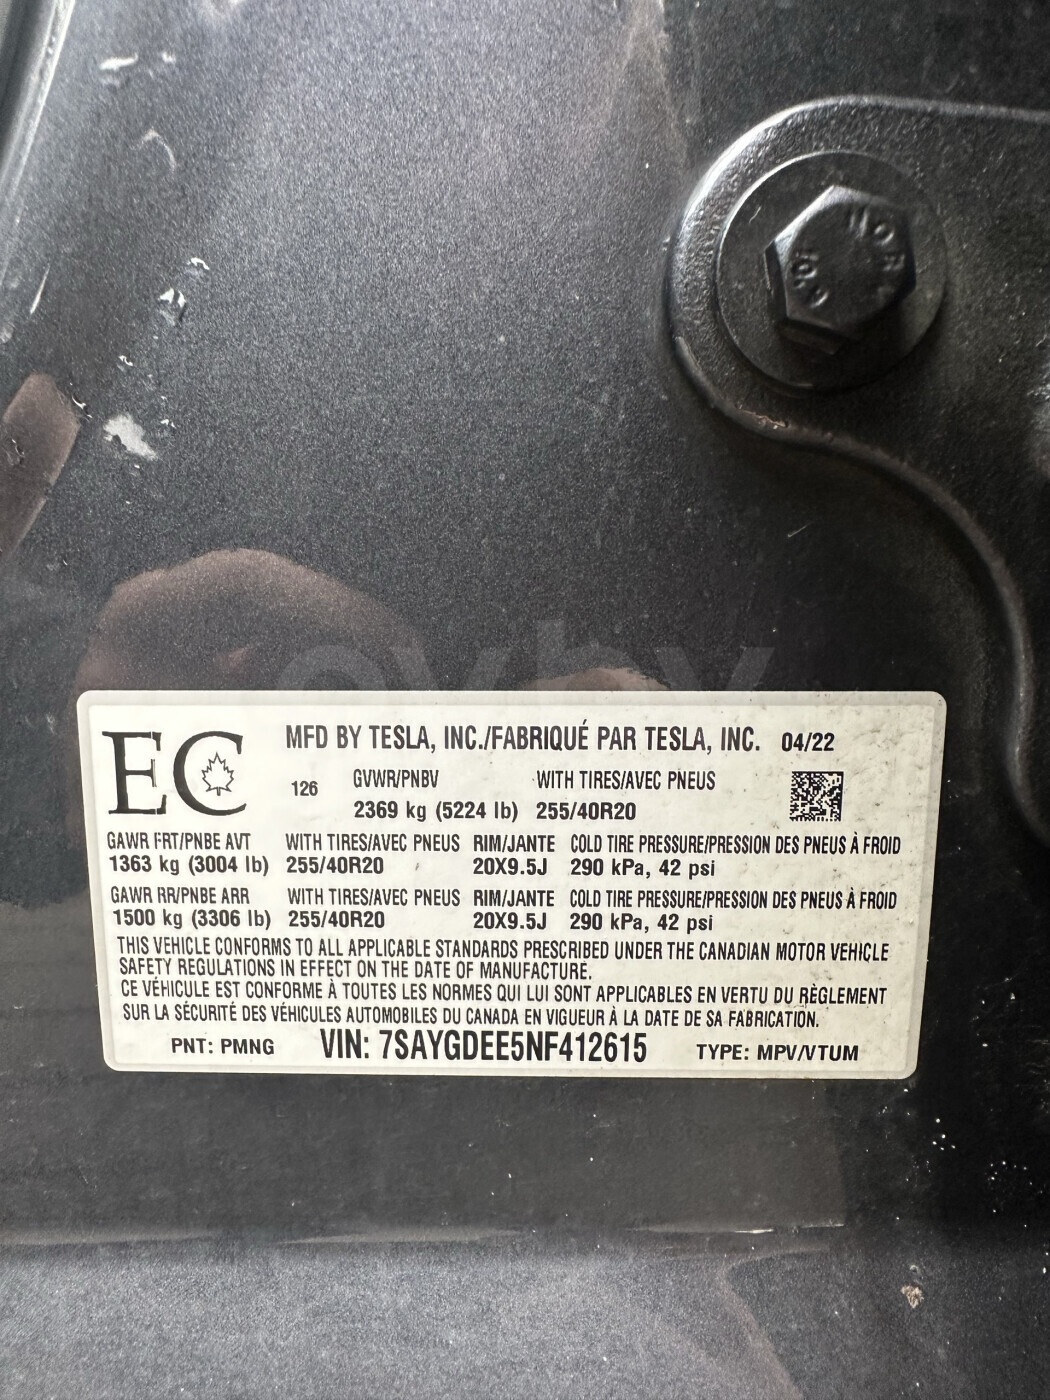 EC
MFD BY TESLA, INC./FABRIQUÉ PAR TESLA, INC. 04/22
126 GVWR/PNBV WITH TIRES/AVEC PNEUS
2369 kg (5224 lb) 255/40R20
GAWR FRT/PNBE AVT WITH TIRES/AVEC PNEUS RIM/JANTE COLD TIRE PRESSURE/PRESSION DES PNEUS À FROID
1363 kg (3004 lb) 255/40R20 20X9.5J 290 kPa, 42 psi
GAWR RR/PNBE ARR WITH TIRES/AVEC PNEUS RIM/JANTE COLD TIRE PRESSURE/PRESSION DES PNEUS À FROID
1500 kg (3306 lb) 255/40R20 20X9.5J 290 kPa, 42 psi
THIS VEHICLE CONFORMS TO ALL APPLICABLE STANDARDS PRESCRIBED UNDER THE CANADIAN MOTOR VEHICLE
SAFETY REGULATIONS IN EFFECT ON THE DATE OF MANUFACTURE.
CE VÉHICULE EST CONFORME À TOUTES LES NORMES QUI LUI SONT APPLICABLES EN VERTU DU RÈGLEMENT
SUR LA SÉCURITÉ DES VÉHICULES AUTOMOBILES DU CANADA EN VIGUEUR À LA DATE DE SA FABRICATION.
PNT: PMNG VIN: 7SAYGDEE5NF412615 TYPE: MPV/VTUM